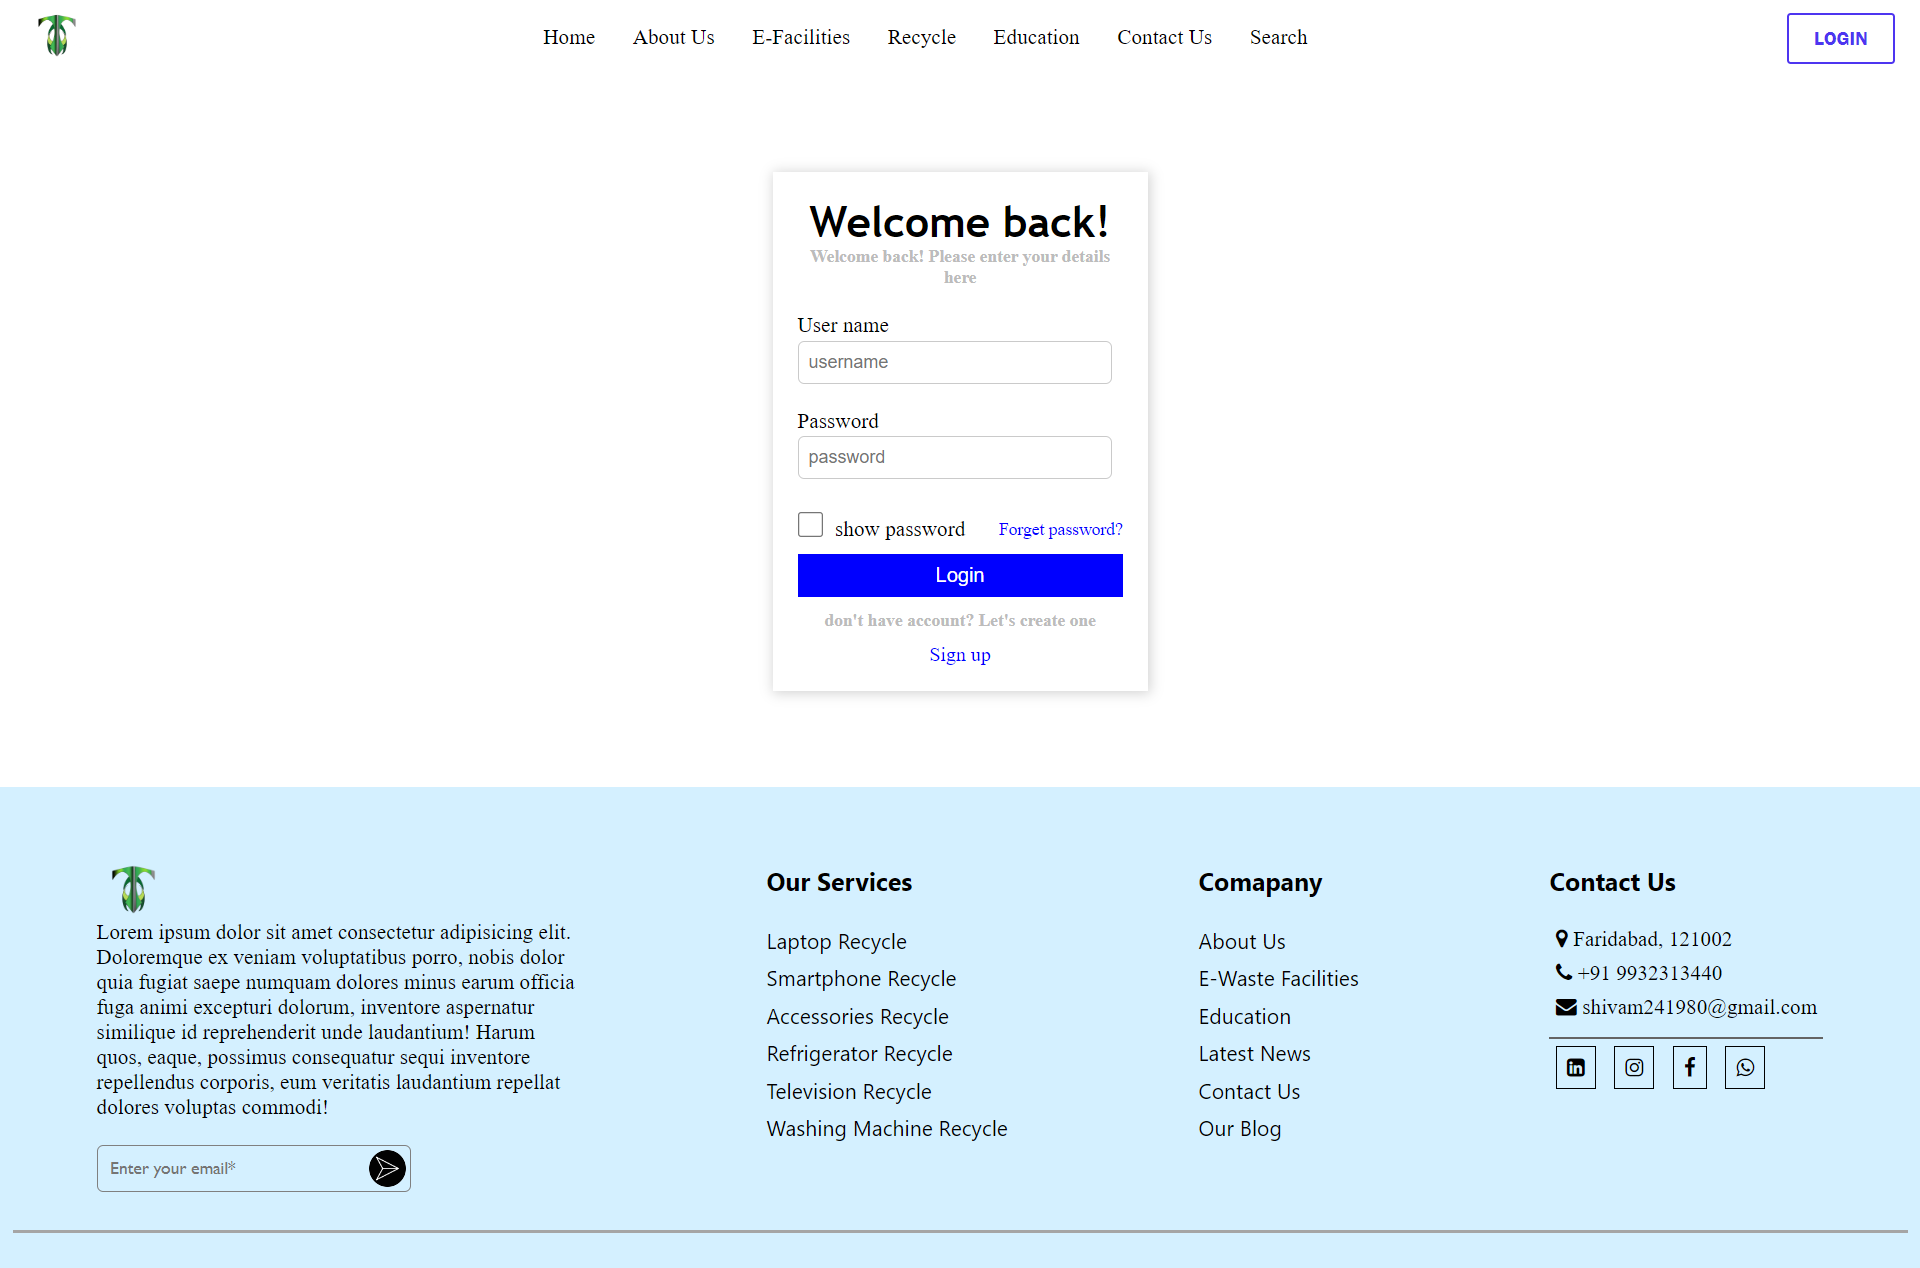 Home About Us E-Facilities Recycle Education Contact Us Search LOGIN
Welcome back!
Welcome back! Please enter your details
here
User name
username
Password
password
show password Forget password?
Login
don't have account? Let's create one
Sign up
Lorem ipsum dolor sit amet consectetur adipisicing elit.
Doloremque ex veniam voluptatibus porro, nobis dolor
quia fugiat saepe numquam dolores minus earum officia
fuga animi excepturi dolorum, inventore aspernatur
similique id reprehenderit unde laudantium! Harum
quos, eaque, possimus consequatur sequi inventore
repellendus corporis, eum veritatis laudantium repellat
dolores voluptas commodi!
Enter your email*
Our Services
Laptop Recycle
Smartphone Recycle
Accessories Recycle
Refrigerator Recycle
Television Recycle
Washing Machine Recycle
Comapany
About Us
E-Waste Facilities
Education
Latest News
Contact Us
Our Blog
Contact Us
Faridabad, 121002
+91 9932313440
shivam241980@gmail.com